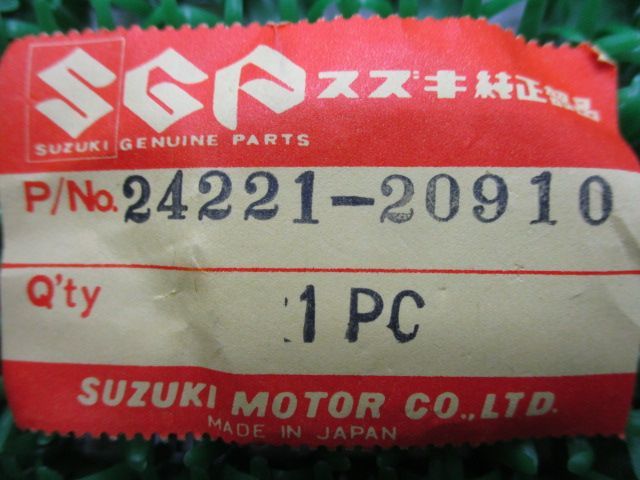 SGP スズキ純正部品
SUZUKI GENUINE PARTS
P/No. 24221-20910
Q'ty 1 PC
SUZUKI MOTOR CO.,LTD.
MADE IN JAPAN